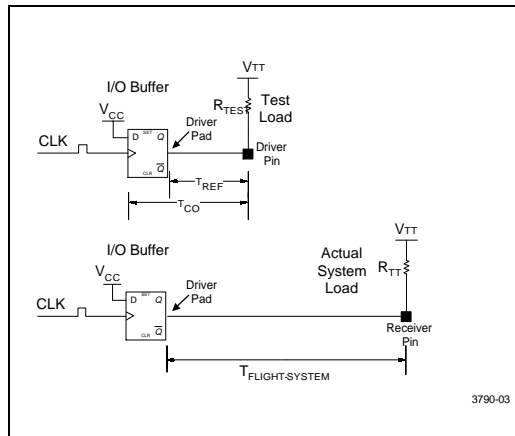 VTT
I/O Buffer
RTES
Test
Load
VCC
Driver
Pad
D SET Q
CLK
Q
CLR
Driver
Pin
TREF
TCO
I/O Buffer
VTT
Actual
System
Load
RTT
VCC
Driver
Pad
D SET Q
CLK
Q
CLR
Receiver
Pin
TFLIGHT-SYSTEM
3790-03